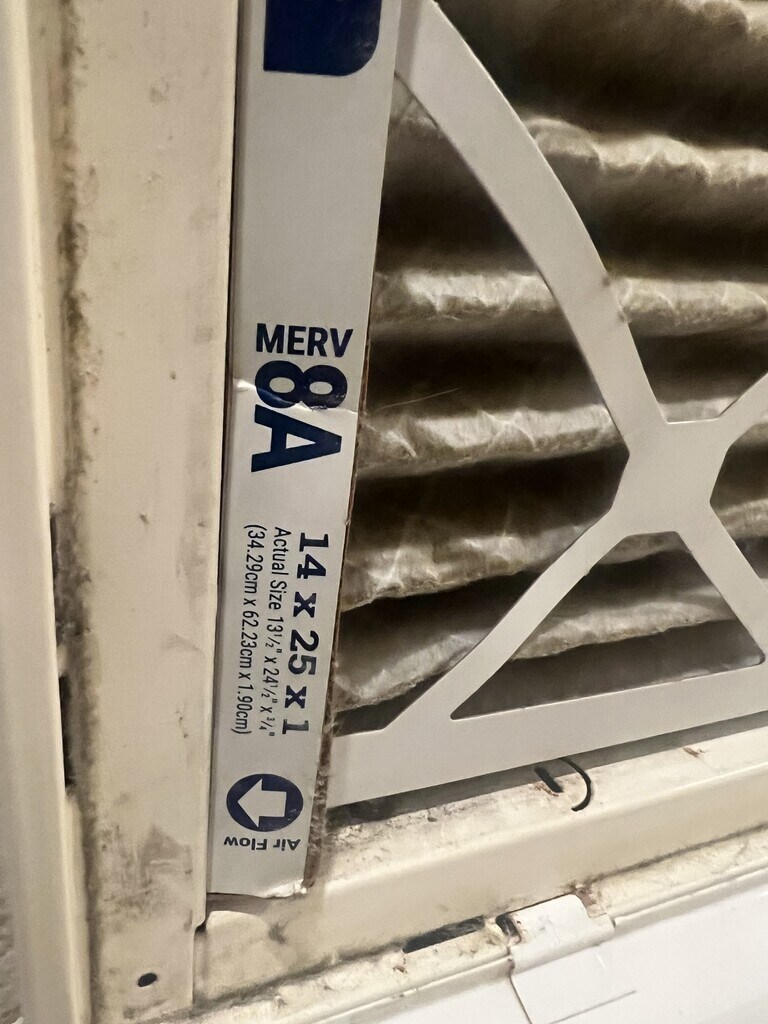 MERV
8A
14 x 25 x 1
Actual Size 13½" x 24½" x ¾"
(34.29cm x 62.23cm x 1.90cm)
Air Flow